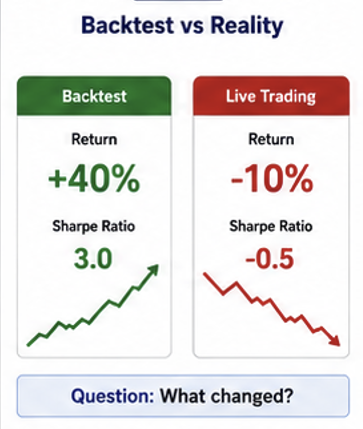 Backtest vs Reality
Backtest
Return
+40%
Sharpe Ratio
3.0
Live Trading
Return
-10%
Sharpe Ratio
-0.5
Question: What changed?